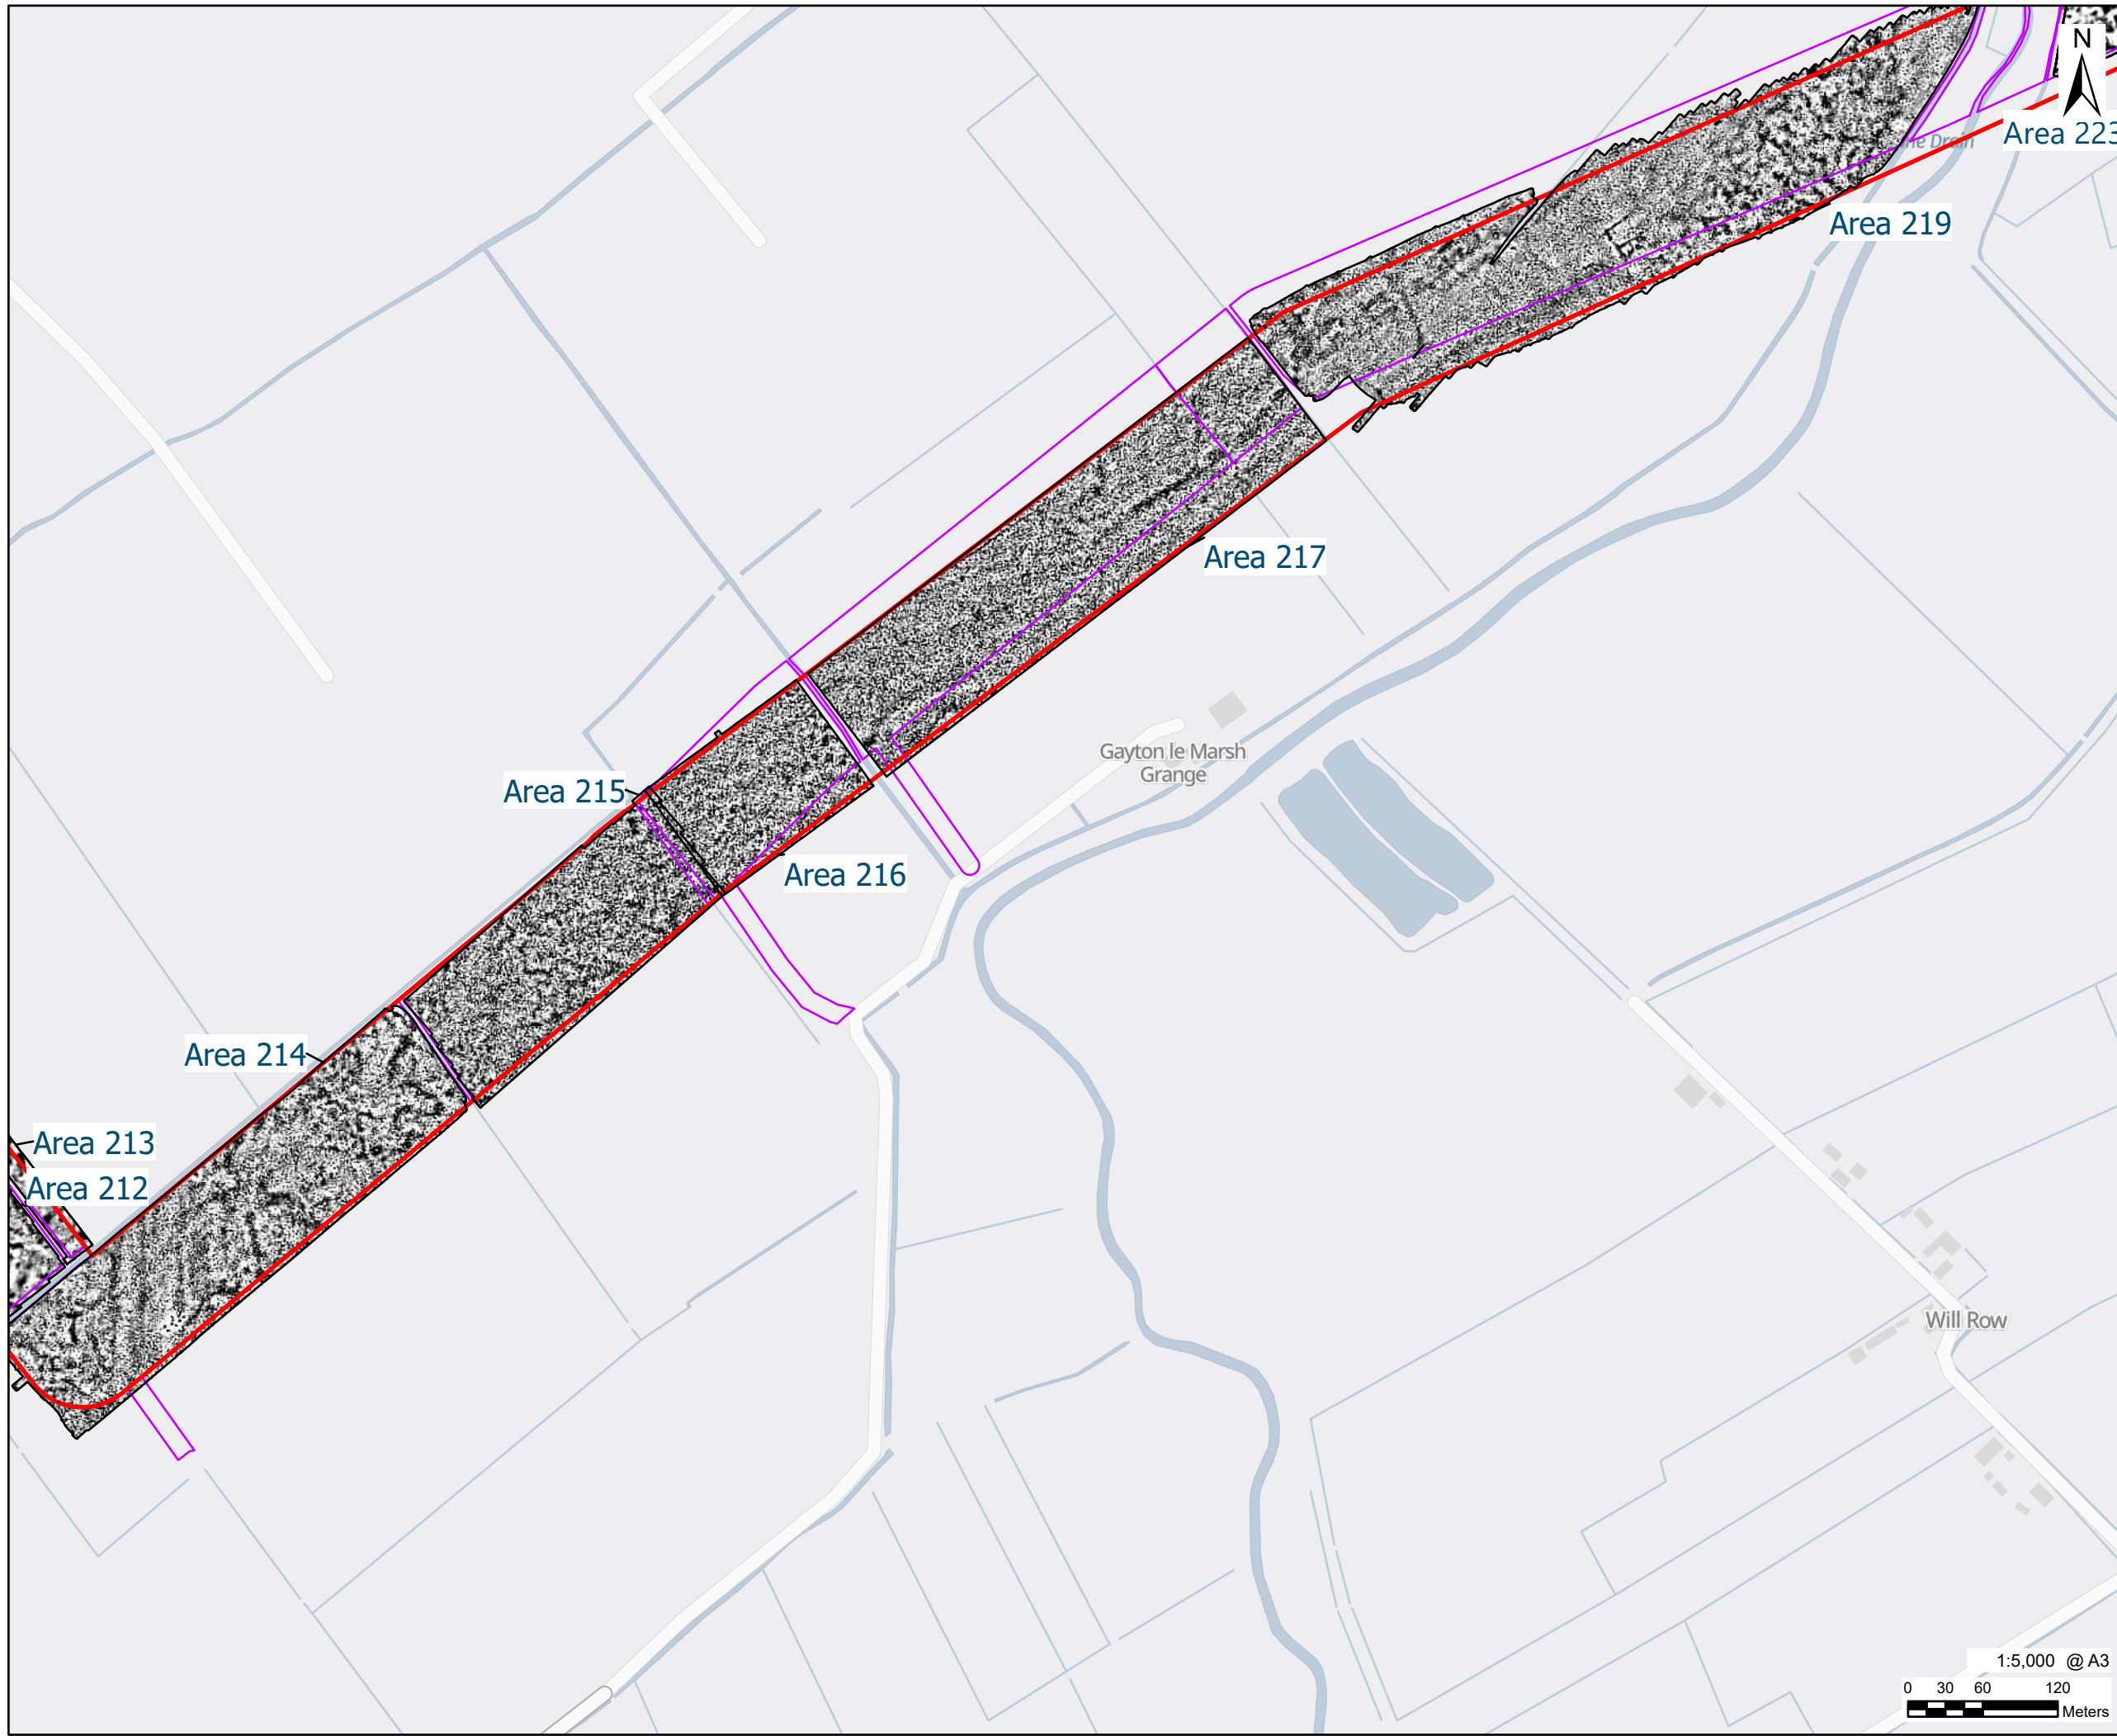 N
Area 223
Area 219
Area 217
Gayton le Marsh
Grange
Area 215
Area 216
Area 214
Area 213
Area 212
Will Row
1:5,000 @ A3
0 30 60 120
Meters